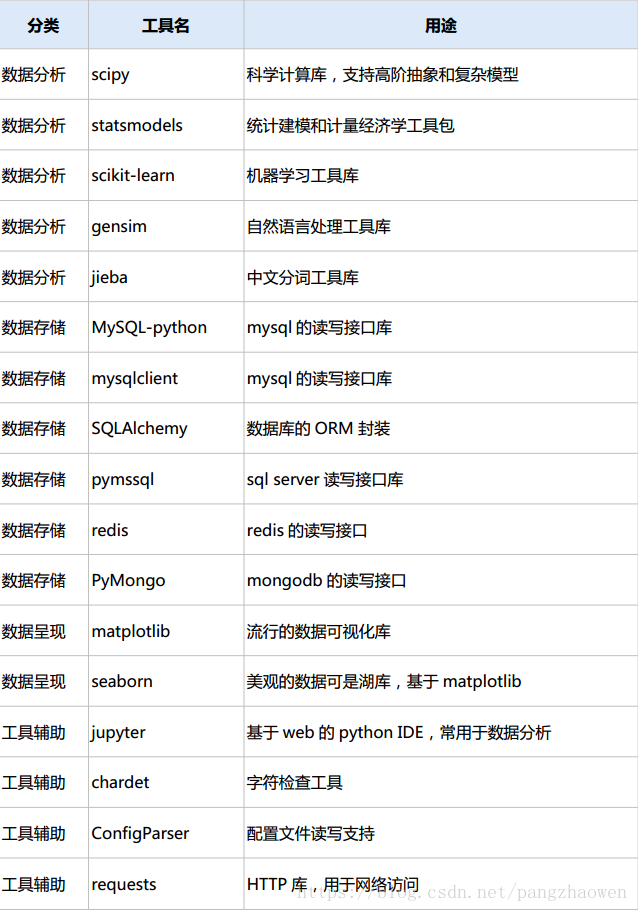 分类 工具名 用途
数据分析 scipy 科学计算库，支持高阶抽象和复杂模型
数据分析 statsmodels 统计建模和计量经济学工具包
数据分析 scikit-learn 机器学习工具库
数据分析 gensim 自然语言处理工具库
数据分析 jieba 中文分词工具库
数据存储 MySQL-python mysql 的读写接口库
数据存储 mysqlclient mysql 的读写接口库
数据存储 SQLAlchemy 数据库的 ORM 封装
数据存储 pymssql sql server 读写接口库
数据存储 redis redis 的读写接口
数据存储 PyMongo mongodb 的读写接口
数据呈现 matplotlib 流行的数据可视化库
数据呈现 seaborn 美观的数据可是湖库，基于 matplotlib
工具辅助 jupyter 基于 web 的 python IDE，常用于数据分析
工具辅助 chardet 字符检查工具
工具辅助 ConfigParser 配置文件读写支持
工具辅助 requests HTTP 库，用于网络访问
https://blog.csdn.net/pangzhaowen